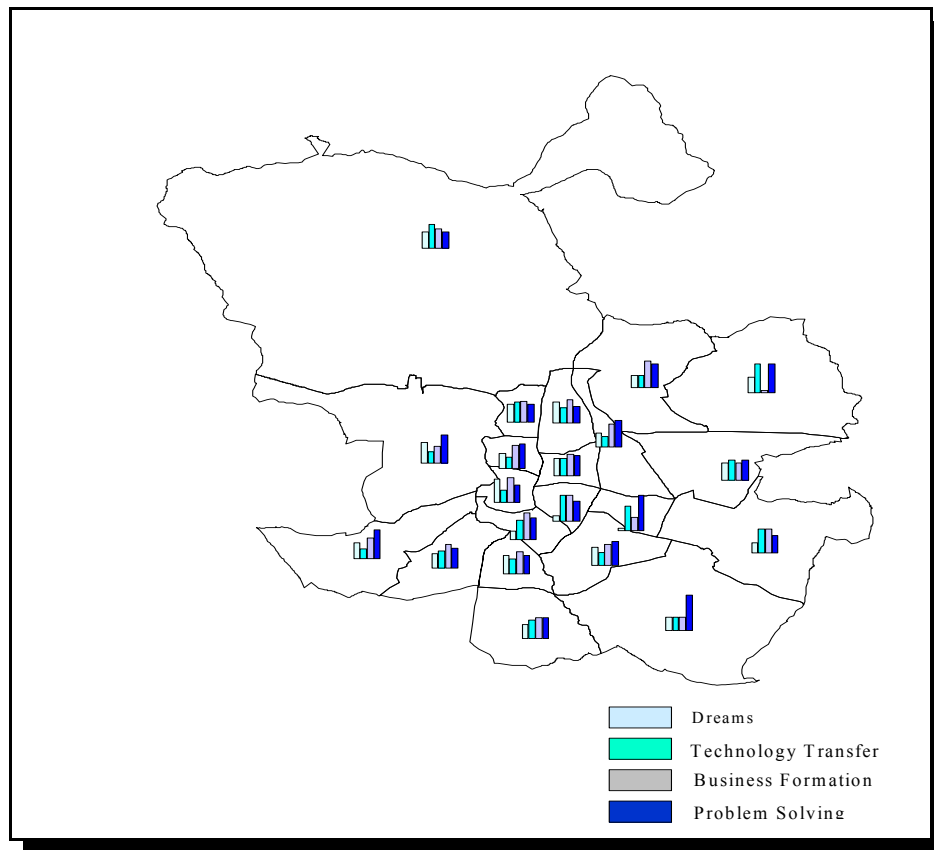 Dreams
Technology Transfer
Business Formation
Problem Solving